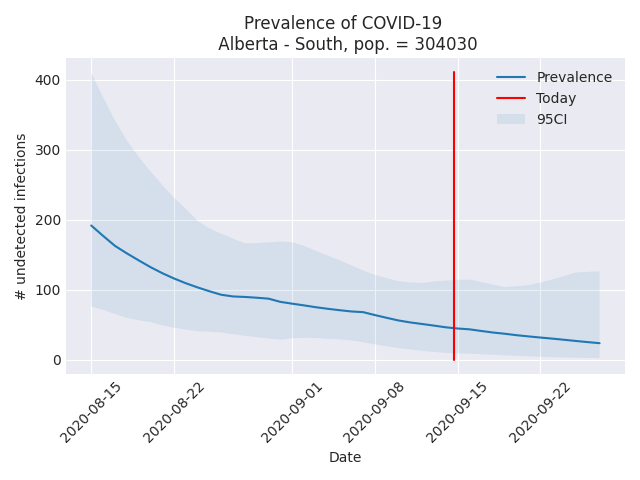 Prevalence of COVID-19
Alberta - South, pop. = 304030
Prevalence
Today
95CI
400
300
200
100
0
# undetected infections
2020-08-15
2020-08-22
2020-09-01
2020-09-08
2020-09-15
2020-09-22
Date